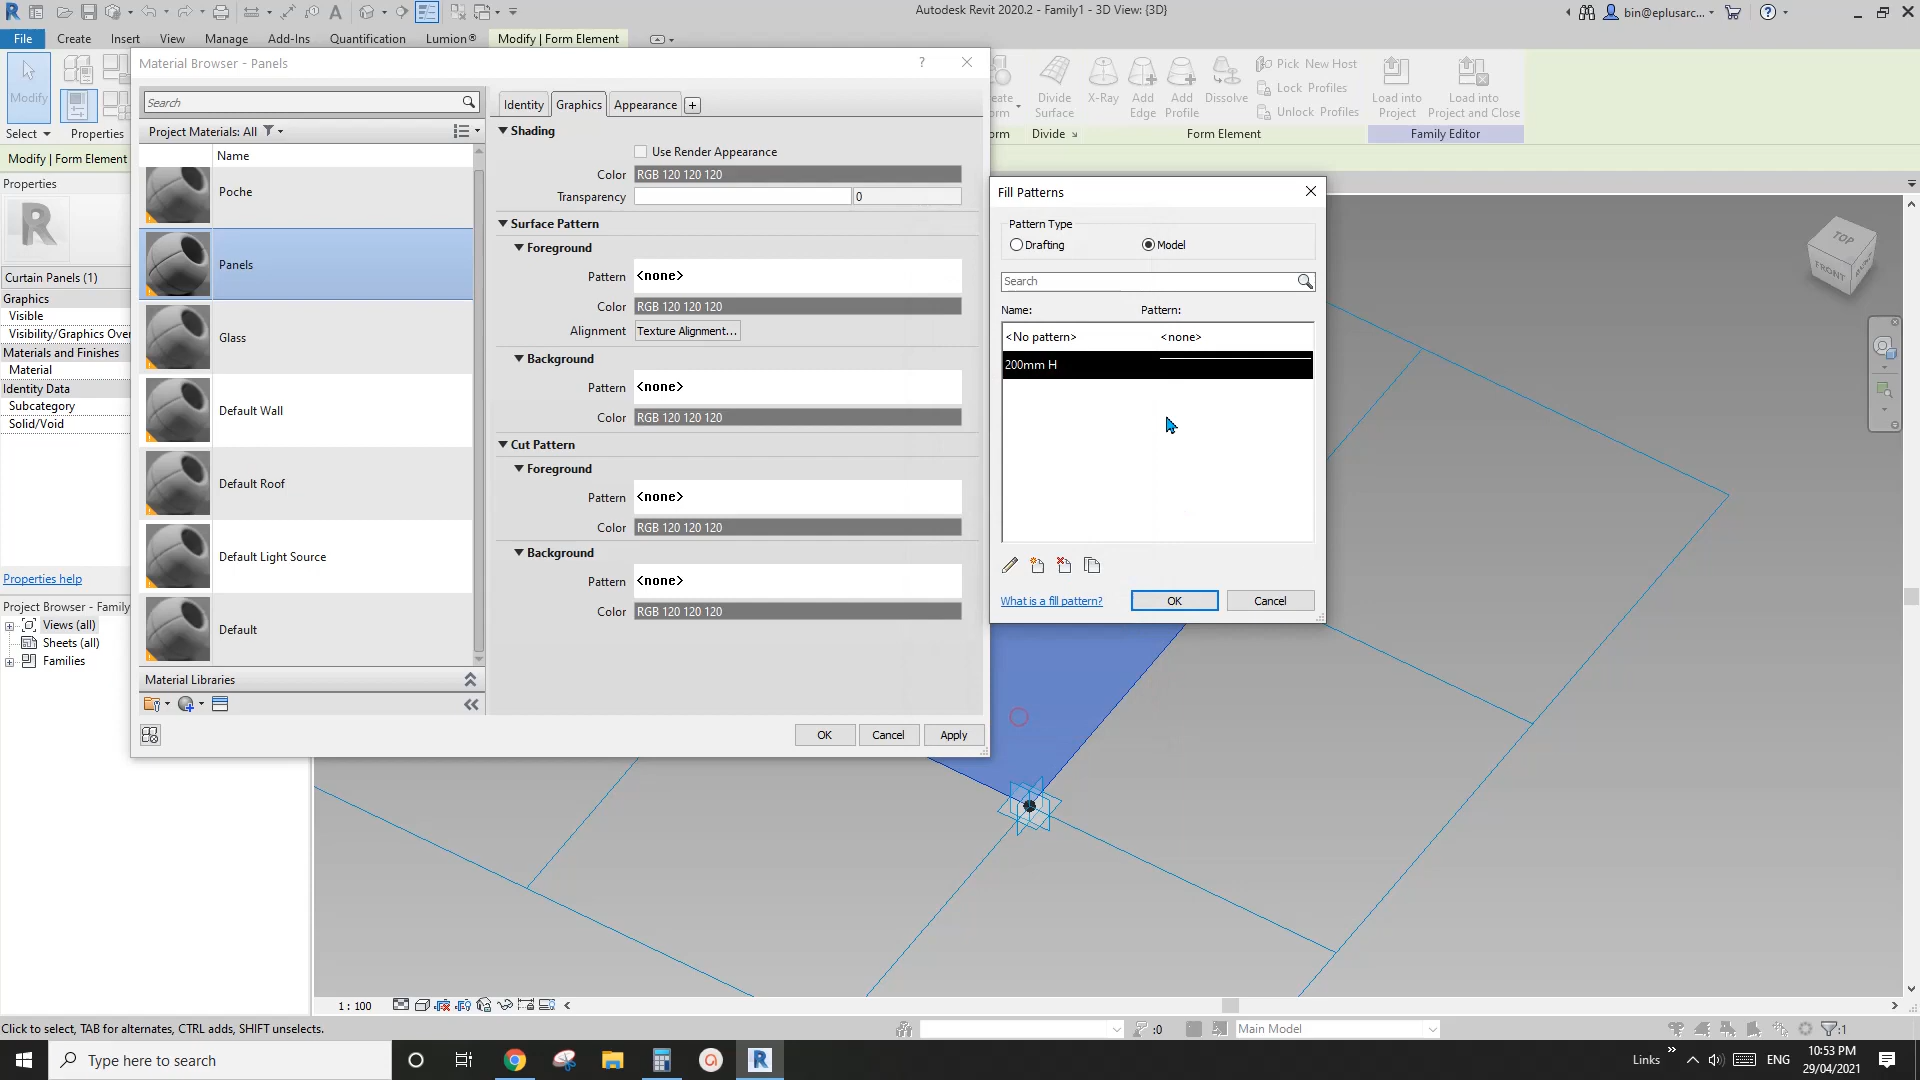 Autodesk Revit 2020.2 - Family1 - 3D View: {3D}
bin@eplusarc...
File
Create
Insert
View
Manage
Add-Ins
Quantification
Lumion®
Modify | Form Element
Modify
Select
Properties
Divide Surface
X-Ray
Add Edge
Add Profile
Dissolve
Pick New Host
Lock Profiles
Unlock Profiles
Load into Project
Load into Project and Close
Divide
Form Element
Family Editor
Modify | Form Element
Properties
Curtain Panels (1)
Graphics
Visible
Visibility/Graphics Over
Materials and Finishes
Material
Identity Data
Subcategory
Solid/Void
Properties help
Project Browser - Family
Views (all)
Sheets (all)
Families
Material Browser - Panels
?
Search
Project Materials: All
Name
Poche
Panels
Glass
Default Wall
Default Roof
Default Light Source
Default
Material Libraries
Identity
Graphics
Appearance
Shading
Use Render Appearance
Color RGB 120 120 120
Transparency 0
Surface Pattern
Foreground
Pattern <none>
Color RGB 120 120 120
Alignment Texture Alignment...
Background
Pattern <none>
Color RGB 120 120 120
Cut Pattern
Foreground
Pattern <none>
Color RGB 120 120 120
Background
Pattern <none>
Color RGB 120 120 120
OK
Cancel
Apply
Fill Patterns
Pattern Type
Drafting
Model
Search
Name: Pattern:
<No pattern> <none>
200mm H
What is a fill pattern?
OK
Cancel
TOP
FRONT
RIGHT
1 : 100
Click to select, TAB for alternates, CTRL adds, SHIFT unselects.
:0
Main Model
:1
Type here to search
Links
ENG
10:53 PM
29/04/2021